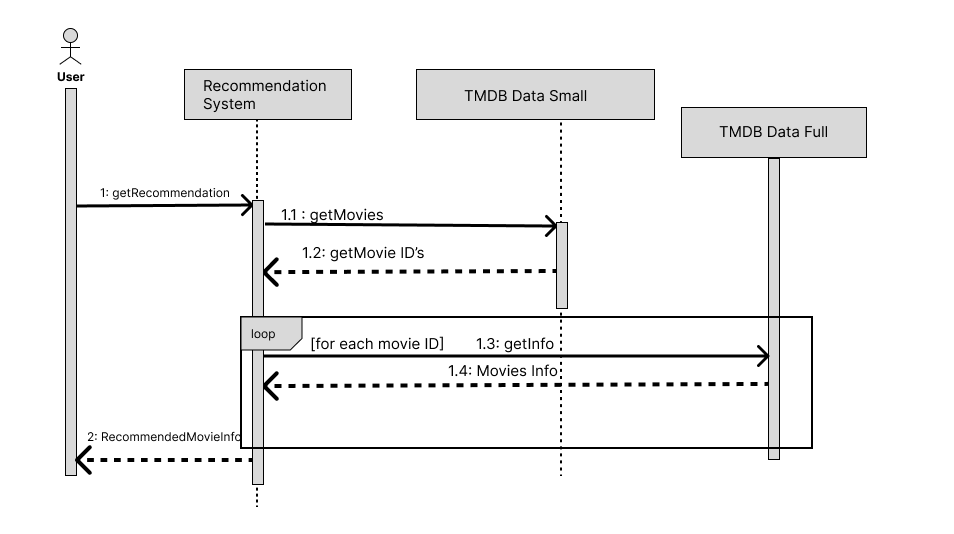 User
Recommendation
System
TMDB Data Small
TMDB Data Full
1: getRecommendation
1.1 : getMovies
1.2: getMovie ID’s
loop
[for each movie ID]
1.3: getInfo
1.4: Movies Info
2: RecommendedMovieInfo